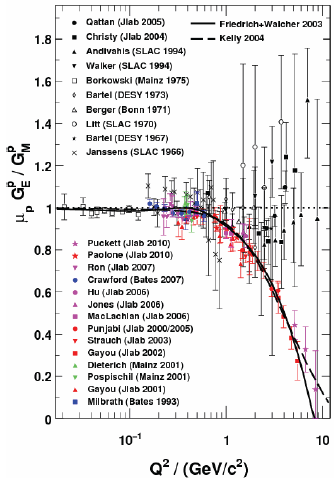 Qattan (Jlab 2005)
Christy (Jlab 2004)
Andivahis (SLAC 1994)
Walker (SLAC 1994)
Borkowski (Mainz 1975)
Bartel (DESY 1973)
Berger (Bonn 1971)
Litt (SLAC 1970)
Bartel (DESY 1967)
Janssens (SLAC 1966)
Friedrich+Walcher 2003
Kelly 2004
Puckett (Jlab 2010)
Paolone (Jlab 2010)
Ron (Jlab 2007)
Crawford (Bates 2007)
Hu (Jlab 2006)
Jones (Jlab 2006)
MacLachlan (Jlab 2006)
Punjabi (Jlab 2000/2005)
Strauch (Jlab 2003)
Gayou (Jlab 2002)
Dieterich (Mainz 2001)
Pospischil (Mainz 2001)
Gayou (Jlab 2001)
Milbrath (Bates 1993)
μp GEp / GMp
1.8
1.6
1.4
1.2
1
0.8
0.6
0.4
0.2
0
10⁻¹
1
10
Q² / (GeV/c²)